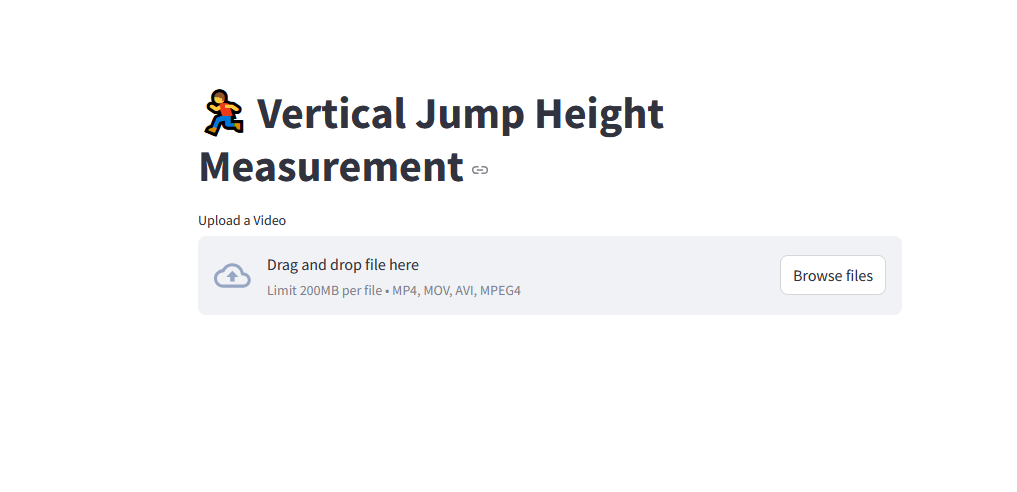 Vertical Jump Height
Measurement
Upload a Video
Drag and drop file here
Limit 200MB per file • MP4, MOV, AVI, MPEG4
Browse files